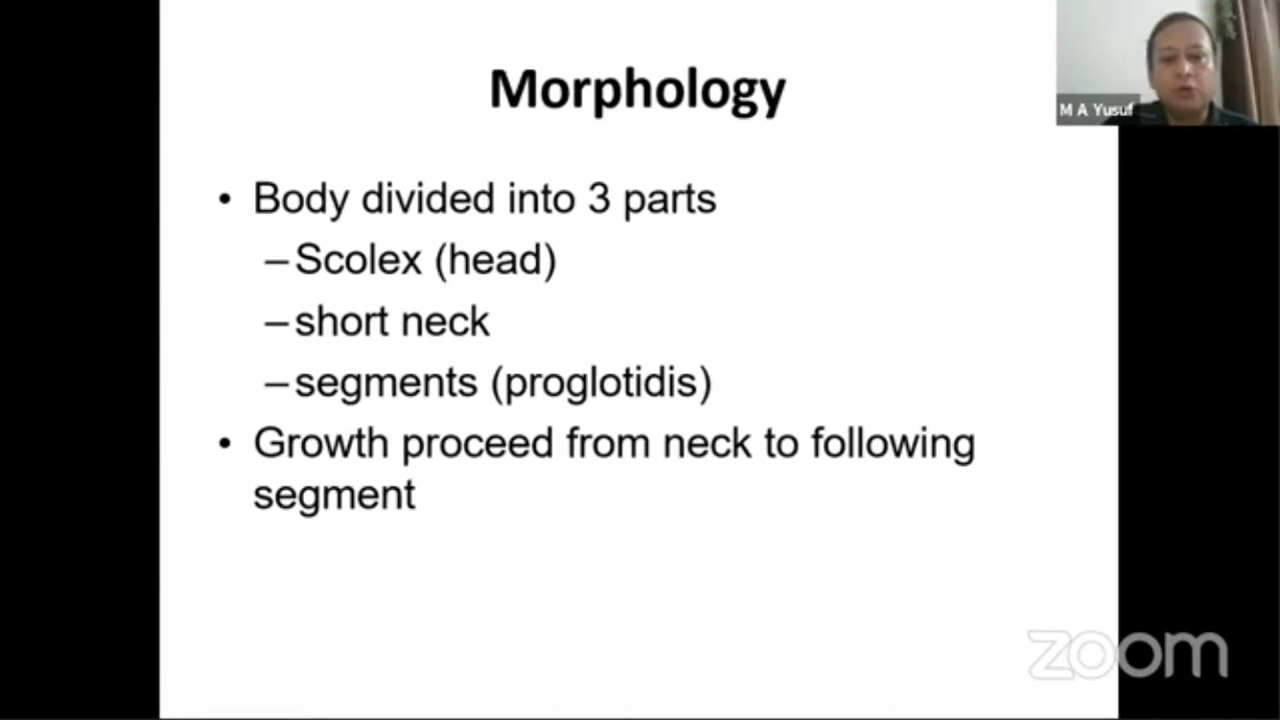 Morphology
M A Yusuf
• Body divided into 3 parts
– Scolex (head)
– short neck
– segments (proglotidis)
• Growth proceed from neck to following
segment
zoom